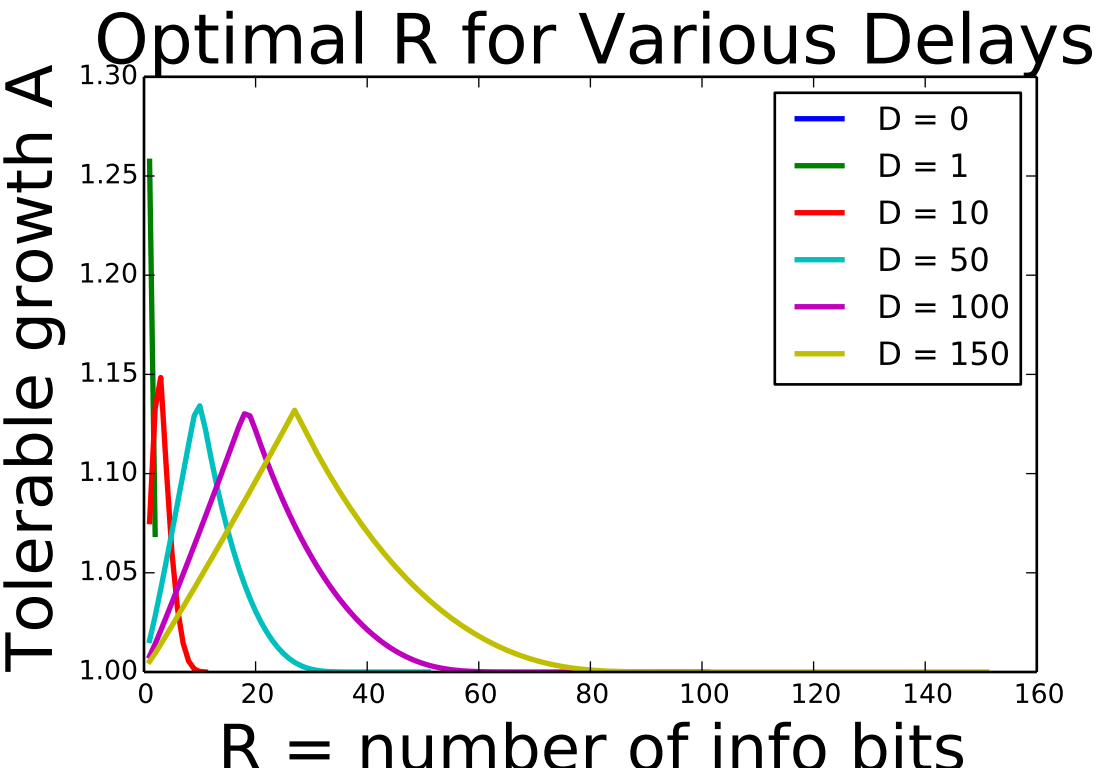 Optimal R for Various Delays
Tolerable growth A
1.30
1.25
1.20
1.15
1.10
1.05
1.00
D = 0
D = 1
D = 10
D = 50
D = 100
D = 150
0 20 40 60 80 100 120 140 160
R = number of info bits